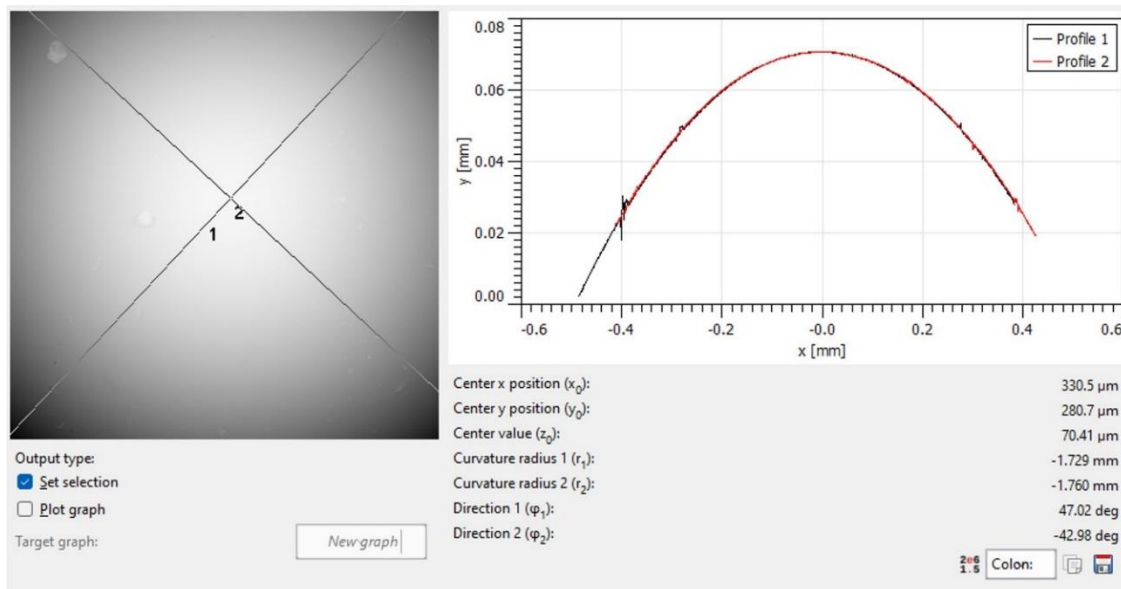 1
2
0.08
0.06
0.04
0.02
0.00
y [mm]
-0.6 -0.4 -0.2 -0.0 0.2 0.4 0.6
x [mm]
Profile 1
Profile 2
Center x position (x₀): 330.5 µm
Center y position (y₀): 280.7 µm
Center value (z₀): 70.41 µm
Curvature radius 1 (r₁): -1.729 mm
Curvature radius 2 (r₂): -1.760 mm
Direction 1 (φ₁): 47.02 deg
Direction 2 (φ₂): -42.98 deg
Output type:
Set selection
Plot graph
Target graph: New graph
2e6
1.5
Colon: